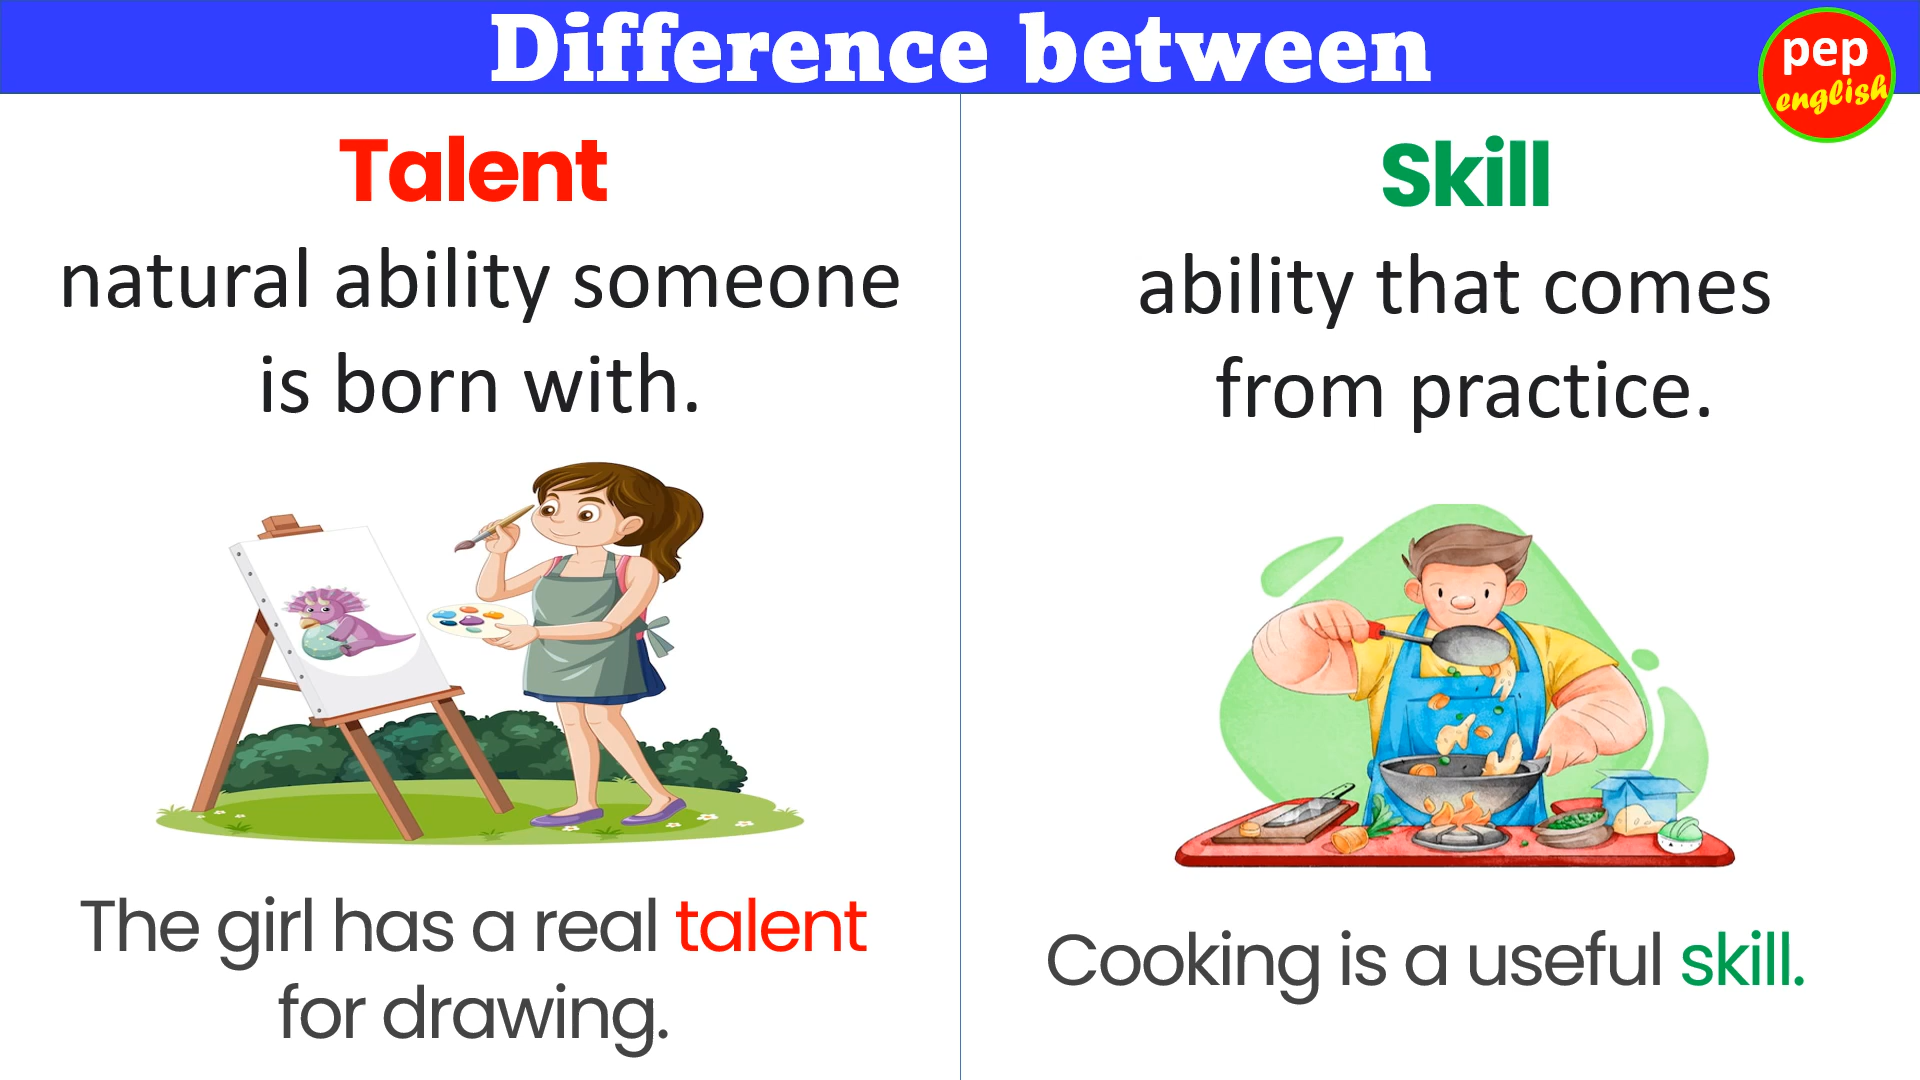 Difference between
pep
english
Talent
natural ability someone
is born with.
The girl has a real talent
for drawing.
Skill
ability that comes
from practice.
Cooking is a useful skill.